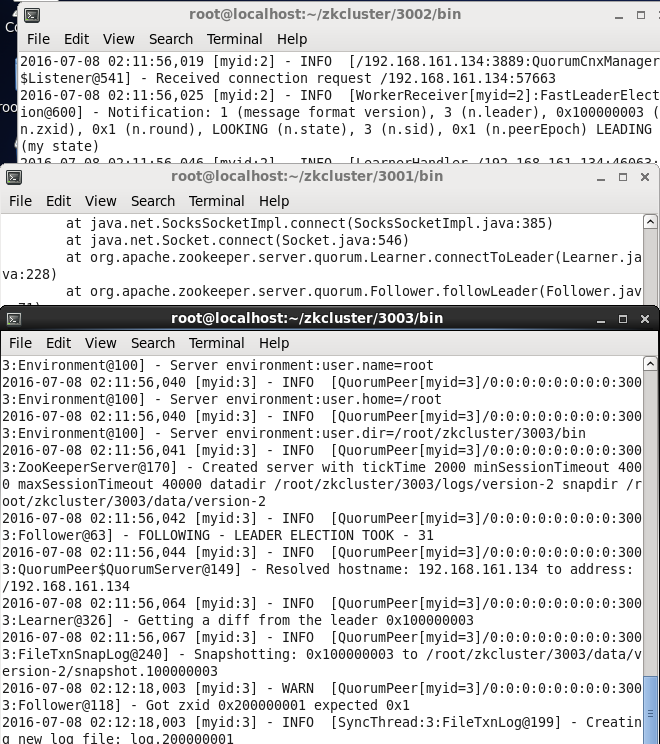 root@localhost:~/zkcluster/3002/bin
File Edit View Search Terminal Help
2016-07-08 02:11:56,019 [myid:2] - INFO  [/192.168.161.134:3889:QuorumCnxManager
$Listener@541] - Received connection request /192.168.161.134:57663
2016-07-08 02:11:56,025 [myid:2] - INFO  [WorkerReceiver[myid=2]:FastLeaderElect
ion@600] - Notification: 1 (message format version), 3 (n.leader), 0x100000003 (
n.zxid), 0x1 (n.round), LOOKING (n.state), 3 (n.sid), 0x1 (n.peerEpoch) LEADING
(my state)
2016-07-08 02:11:56,046 [myid:2] - INFO  [LearnerHandler-/192.168.161.134:46063:
root@localhost:~/zkcluster/3001/bin
File Edit View Search Terminal Help
at java.net.SocksSocketImpl.connect(SocksSocketImpl.java:385)
at java.net.Socket.connect(Socket.java:546)
at org.apache.zookeeper.server.quorum.Learner.connectToLeader(Learner.ja
va:228)
at org.apache.zookeeper.server.quorum.Follower.followLeader(Follower.jav
root@localhost:~/zkcluster/3003/bin
File Edit View Search Terminal Help
3:Environment@100] - Server environment:user.name=root
2016-07-08 02:11:56,040 [myid:3] - INFO  [QuorumPeer[myid=3]/0:0:0:0:0:0:0:0:300
3:Environment@100] - Server environment:user.home=/root
2016-07-08 02:11:56,040 [myid:3] - INFO  [QuorumPeer[myid=3]/0:0:0:0:0:0:0:0:300
3:Environment@100] - Server environment:user.dir=/root/zkcluster/3003/bin
2016-07-08 02:11:56,041 [myid:3] - INFO  [QuorumPeer[myid=3]/0:0:0:0:0:0:0:0:300
3:ZooKeeperServer@170] - Created server with tickTime 2000 minSessionTimeout 400
0 maxSessionTimeout 40000 datadir /root/zkcluster/3003/logs/version-2 snapdir /r
oot/zkcluster/3003/data/version-2
2016-07-08 02:11:56,042 [myid:3] - INFO  [QuorumPeer[myid=3]/0:0:0:0:0:0:0:0:300
3:Follower@63] - FOLLOWING - LEADER ELECTION TOOK - 31
2016-07-08 02:11:56,044 [myid:3] - INFO  [QuorumPeer[myid=3]/0:0:0:0:0:0:0:0:300
3:QuorumPeer$QuorumServer@149] - Resolved hostname: 192.168.161.134 to address:
/192.168.161.134
2016-07-08 02:11:56,064 [myid:3] - INFO  [QuorumPeer[myid=3]/0:0:0:0:0:0:0:0:300
3:Learner@326] - Getting a diff from the leader 0x100000003
2016-07-08 02:11:56,067 [myid:3] - INFO  [QuorumPeer[myid=3]/0:0:0:0:0:0:0:0:300
3:FileTxnSnapLog@240] - Snapshotting: 0x100000003 to /root/zkcluster/3003/data/v
ersion-2/snapshot.100000003
2016-07-08 02:12:18,003 [myid:3] - WARN  [QuorumPeer[myid=3]/0:0:0:0:0:0:0:0:300
3:Follower@118] - Got zxid 0x200000001 expected 0x1
2016-07-08 02:12:18,003 [myid:3] - INFO  [SyncThread:3:FileTxnLog@199] - Creatin
g new log file: log.200000001